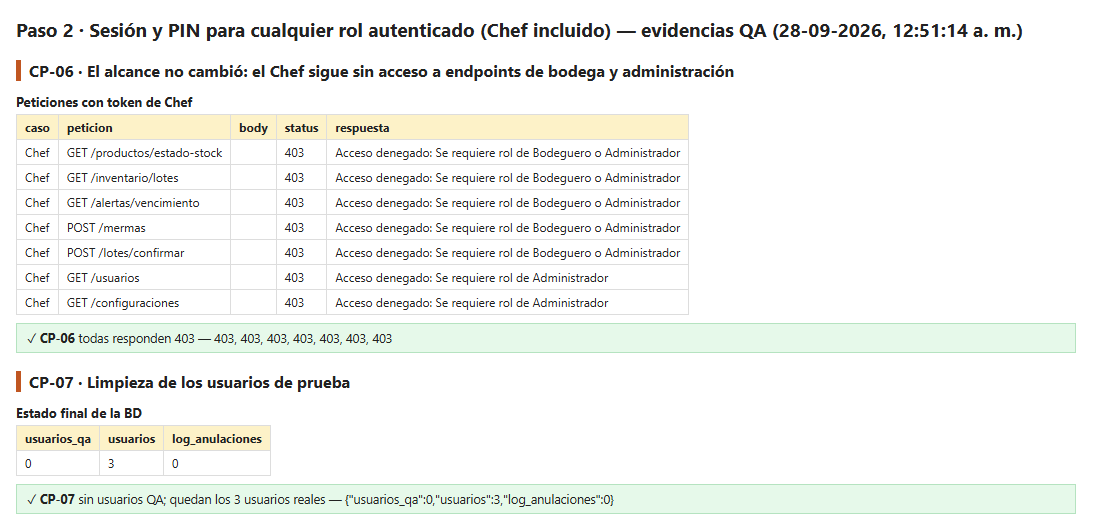 Paso 2 · Sesión y PIN para cualquier rol autenticado (Chef incluido) — evidencias QA (28-09-2026, 12:51:14 a. m.)
CP-06 · El alcance no cambió: el Chef sigue sin acceso a endpoints de bodega y administración
Peticiones con token de Chef
caso peticion body status respuesta
Chef GET /productos/estado-stock 403 Acceso denegado: Se requiere rol de Bodeguero o Administrador
Chef GET /inventario/lotes 403 Acceso denegado: Se requiere rol de Bodeguero o Administrador
Chef GET /alertas/vencimiento 403 Acceso denegado: Se requiere rol de Bodeguero o Administrador
Chef POST /mermas 403 Acceso denegado: Se requiere rol de Bodeguero o Administrador
Chef POST /lotes/confirmar 403 Acceso denegado: Se requiere rol de Bodeguero o Administrador
Chef GET /usuarios 403 Acceso denegado: Se requiere rol de Administrador
Chef GET /configuraciones 403 Acceso denegado: Se requiere rol de Administrador
✓ CP-06 todas responden 403 — 403, 403, 403, 403, 403, 403, 403
CP-07 · Limpieza de los usuarios de prueba
Estado final de la BD
usuarios_qa usuarios log_anulaciones
0 3 0
✓ CP-07 sin usuarios QA; quedan los 3 usuarios reales — {"usuarios_qa":0,"usuarios":3,"log_anulaciones":0}